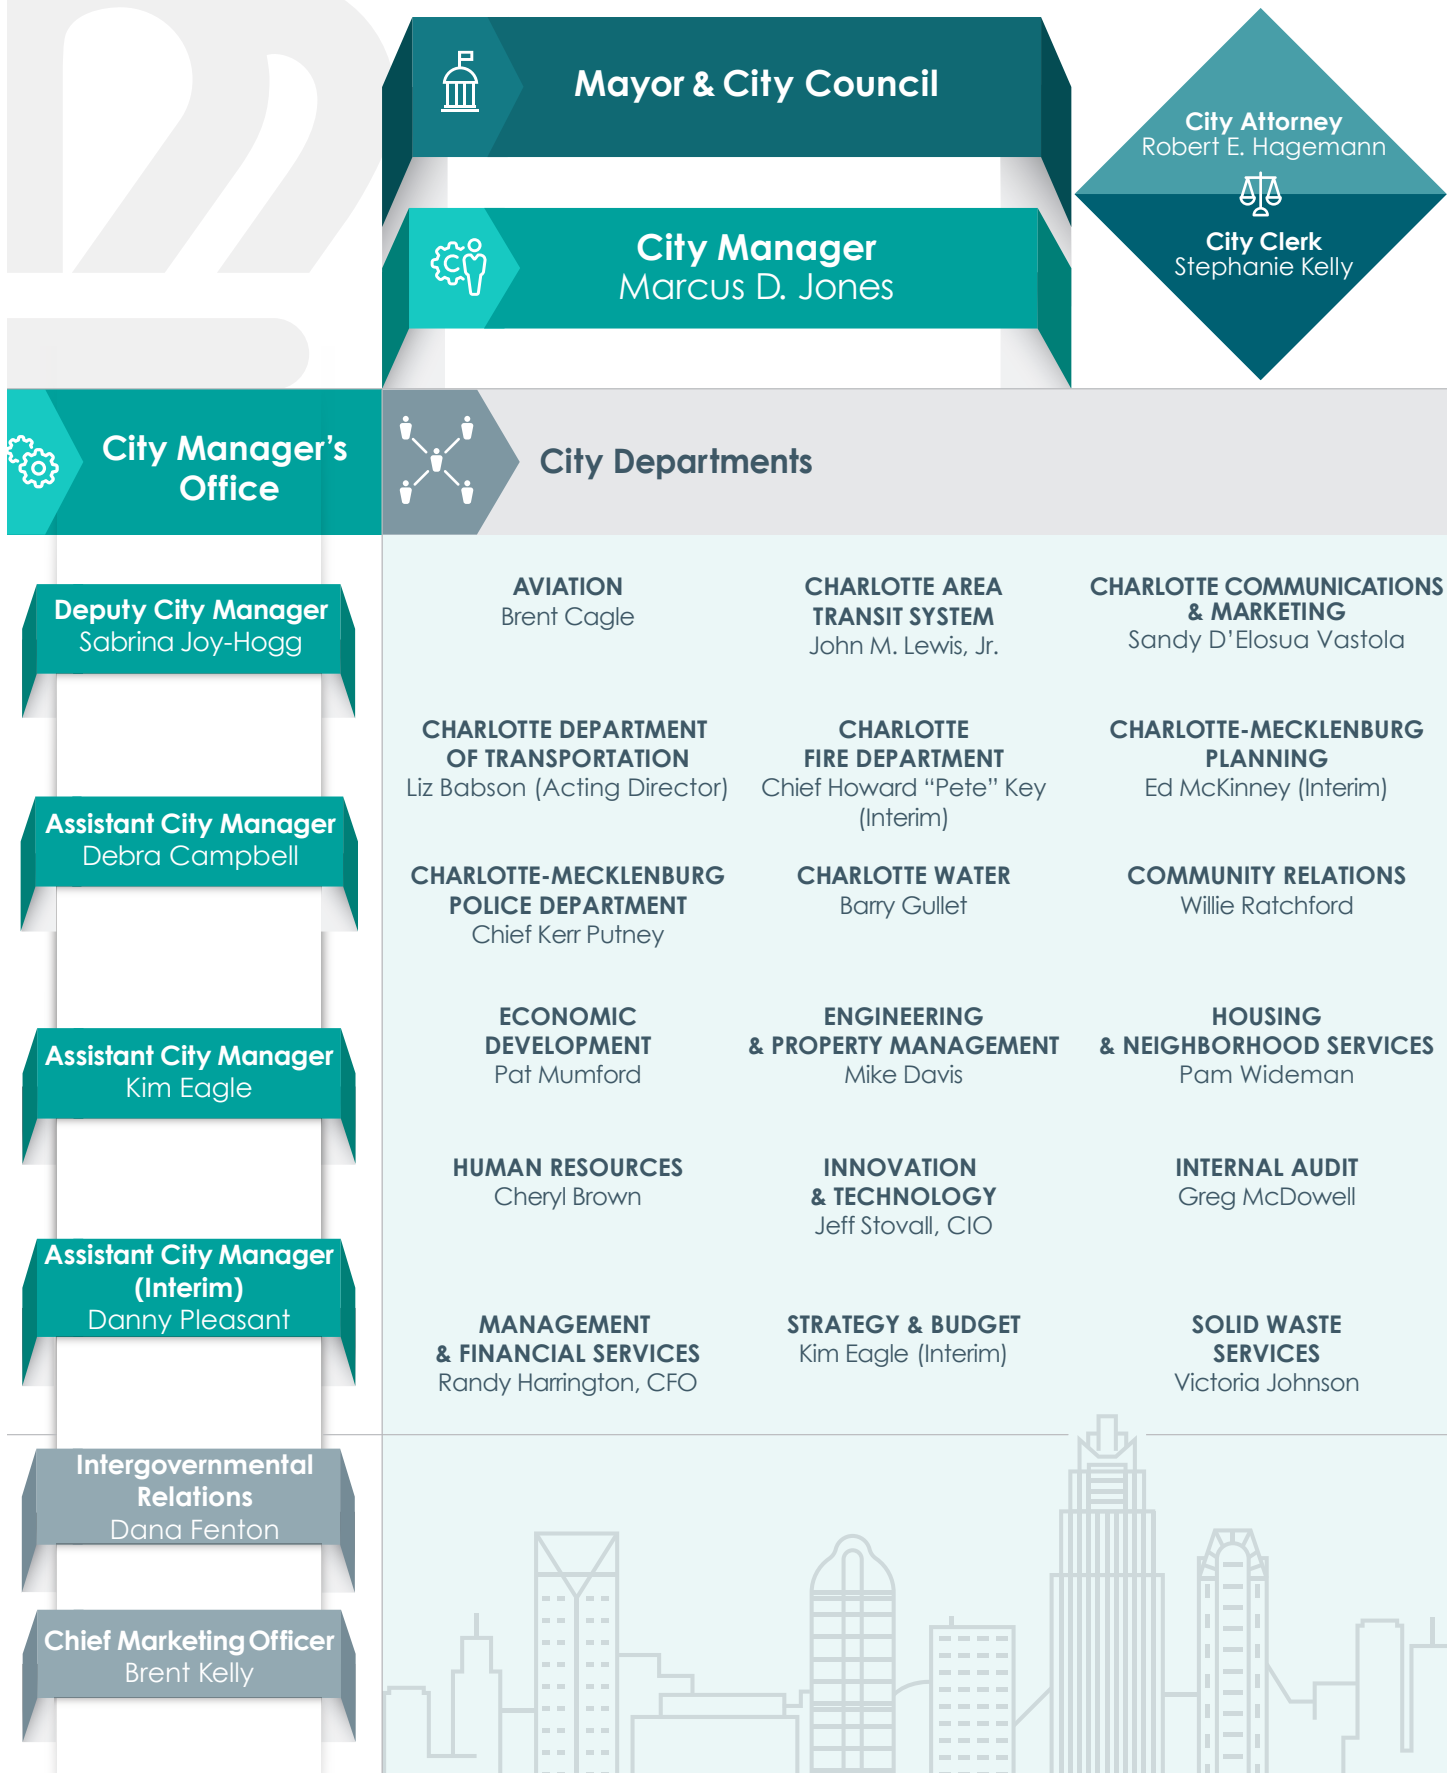 Mayor & City Council
City Attorney
Robert E. Hagemann
City Clerk
Stephanie Kelly
City Manager
Marcus D. Jones
City Manager's
Office
Deputy City Manager
Sabrina Joy-Hogg
Assistant City Manager
Debra Campbell
Assistant City Manager
Kim Eagle
Assistant City Manager
(Interim)
Danny Pleasant
Intergovernmental
Relations
Dana Fenton
Chief Marketing Officer
Brent Kelly
City Departments
AVIATION
Brent Cagle
CHARLOTTE AREA
TRANSIT SYSTEM
John M. Lewis, Jr.
CHARLOTTE COMMUNICATIONS
& MARKETING
Sandy D'Elosua Vastola
CHARLOTTE DEPARTMENT
OF TRANSPORTATION
Liz Babson (Acting Director)
CHARLOTTE
FIRE DEPARTMENT
Chief Howard “Pete” Key
(Interim)
CHARLOTTE-MECKLENBURG
PLANNING
Ed McKinney (Interim)
CHARLOTTE-MECKLENBURG
POLICE DEPARTMENT
Chief Kerr Putney
CHARLOTTE WATER
Barry Gullet
COMMUNITY RELATIONS
Willie Ratchford
ECONOMIC
DEVELOPMENT
Pat Mumford
ENGINEERING
& PROPERTY MANAGEMENT
Mike Davis
HOUSING
& NEIGHBORHOOD SERVICES
Pam Wideman
HUMAN RESOURCES
Cheryl Brown
INNOVATION
& TECHNOLOGY
Jeff Stovall, CIO
INTERNAL AUDIT
Greg McDowell
MANAGEMENT
& FINANCIAL SERVICES
Randy Harrington, CFO
STRATEGY & BUDGET
Kim Eagle (Interim)
SOLID WASTE
SERVICES
Victoria Johnson